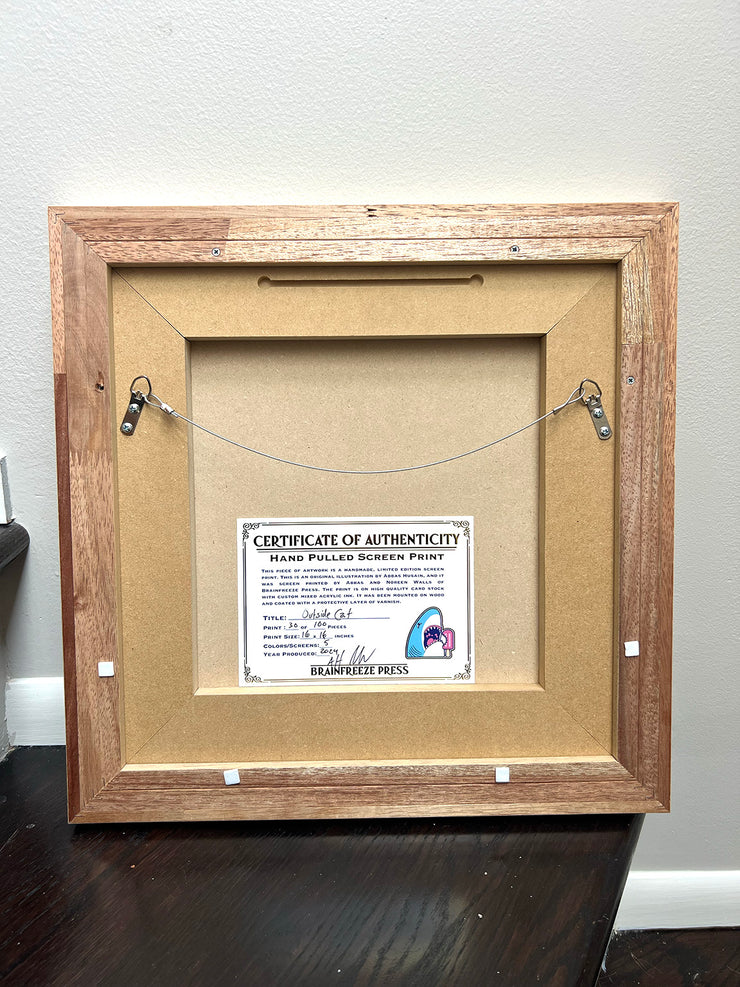 CERTIFICATE OF AUTHENTICITY
HAND PULLED SCREEN PRINT
THIS PIECE OF ARTWORK IS A HANDMADE, LIMITED EDITION SCREEN
PRINT. THIS IS AN ORIGINAL ILLUSTRATION BY ABBAS HUSAIN, AND IT
WAS SCREEN PRINTED BY ABBAS AND NOREEN WALLS OF
BRAINFREEZE PRESS. THE PRINT IS ON HIGH QUALITY CARD STOCK
WITH CUSTOM MIXED ACRYLIC INK. IT HAS BEEN MOUNTED ON WOOD
AND COATED WITH A PROTECTIVE LAYER OF VARNISH.
TITLE: Outside Cat
PRINT: 30 OF 100 PIECES
PRINT SIZE: 16 x 16 INCHES
COLORS/SCREENS: 5
YEAR PRODUCED: 2024
BRAINFREEZE PRESS